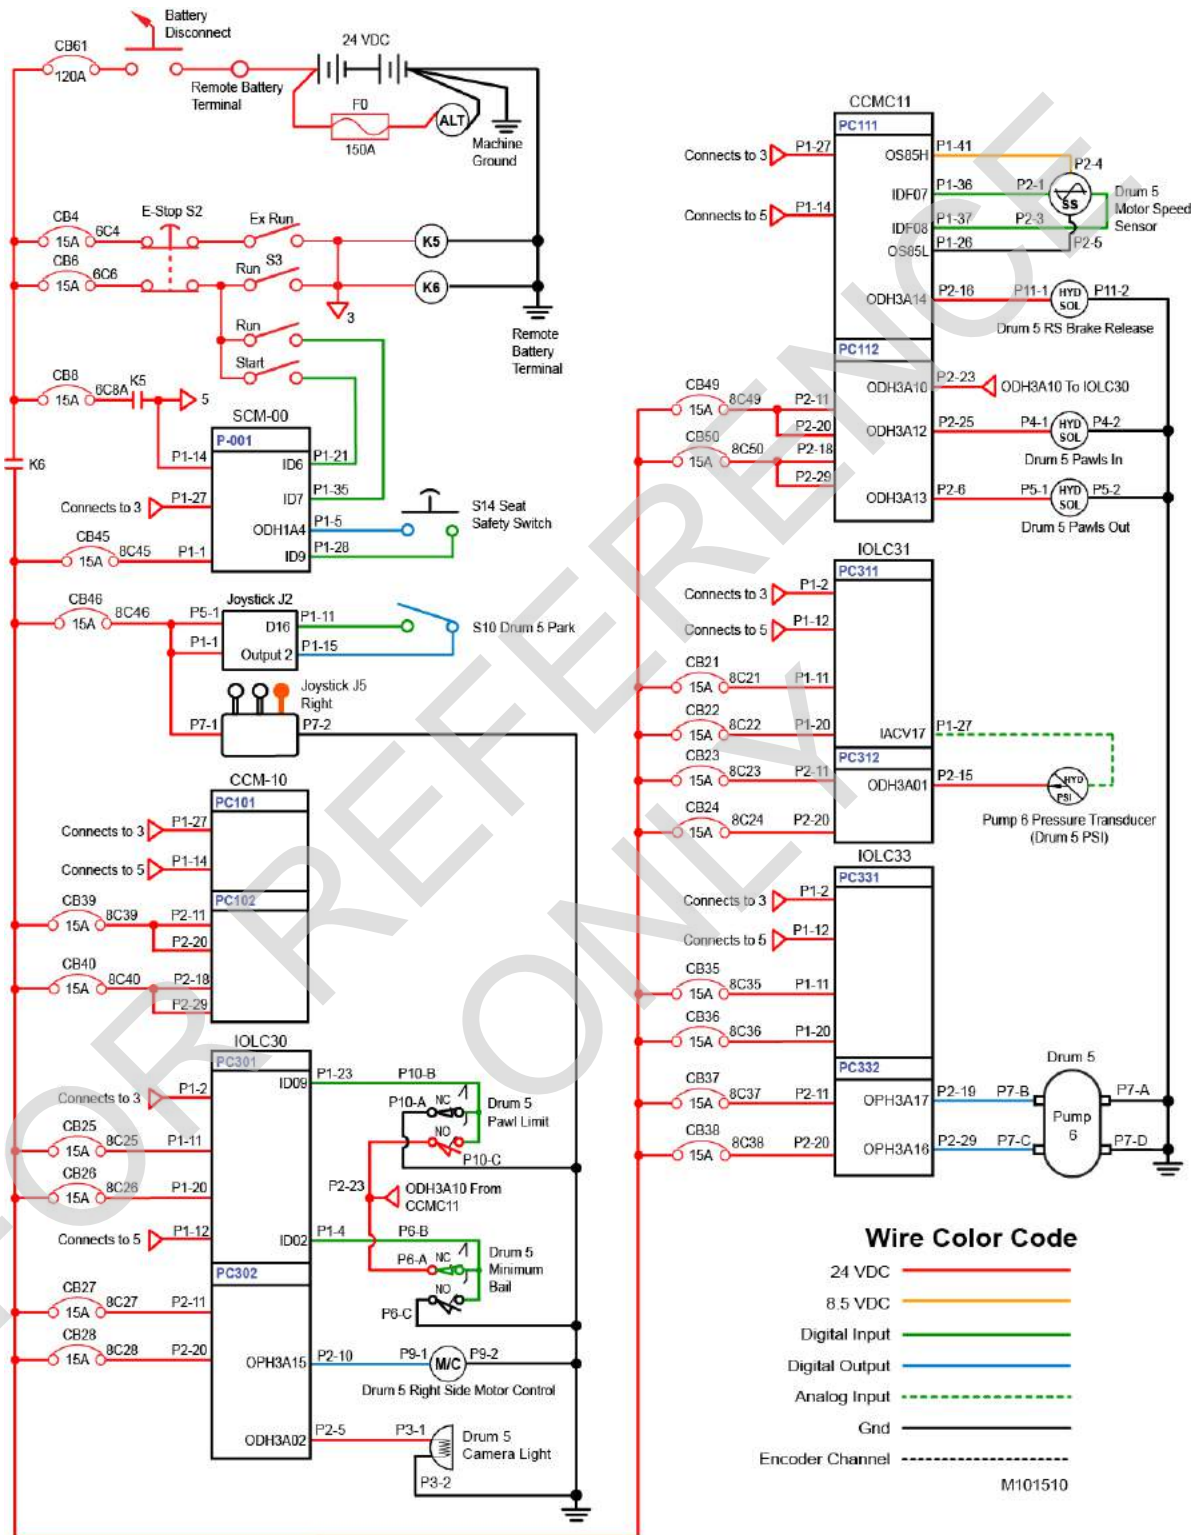 Battery
Disconnect
CB61
120A
24 VDC
Remote Battery
Terminal
F0
150A
ALT
Machine
Ground
CB4
15A
6C4
E-Stop S2
Ex Run
K5
CB6
15A
6C6
Run
S3
K6
3
Remote
Battery
Terminal
Run
Start
CB8
15A
6C8A
K5
5
K6
SCM-00
P-001
P1-14
ID6
P1-21
Connects to 3
P1-27
ID7
P1-35
ODH1A4
P1-5
S14 Seat
Safety Switch
CB45
15A
8C45
P1-1
ID9
P1-28
CB46
15A
8C46
Joystick J2
P5-1
D16
P1-11
P1-1
Output 2
P1-15
S10 Drum 5 Park
Joystick J5
Right
P7-1
P7-2
CCM-10
PC101
Connects to 3
P1-27
Connects to 5
P1-14
PC102
CB39
15A
8C39
P2-11
P2-20
CB40
15A
8C40
P2-18
P2-29
IOLC30
PC301
ID09
P1-23
P10-B
Connects to 3
P1-2
P10-A
NC
NO
Drum 5
Pawl Limit
P10-C
CB25
15A
8C25
P1-11
CB26
15A
8C26
P1-20
P2-23
ODH3A10 From
CCMC11
Connects to 5
P1-12
ID02
P1-4
P6-B
P6-A
NC
NO
Drum 5
Minimum
Bail
P6-C
PC302
CB27
15A
8C27
P2-11
CB28
15A
8C28
P2-20
OPH3A15
P2-10
P9-1
M/C
P9-2
Drum 5 Right Side Motor Control
ODH3A02
P2-5
P3-1
Drum 5
Camera Light
P3-2
CCMC11
PC111
Connects to 3
P1-27
OS85H
P1-41
P2-4
IDF07
P1-36
P2-1
SS
Drum 5
Motor Speed
Sensor
Connects to 5
P1-14
IDF08
P1-37
P2-3
OS85L
P1-26
P2-5
ODH3A14
P2-16
P11-1
HYD
SOL
P11-2
Drum 5 RS Brake Release
PC112
ODH3A10
P2-23
ODH3A10 To IOLC30
CB49
15A
8C49
P2-11
P2-20
ODH3A12
P2-25
P4-1
HYD
SOL
P4-2
Drum 5 Pawls In
CB50
15A
8C50
P2-18
P2-29
ODH3A13
P2-6
P5-1
HYD
SOL
P5-2
Drum 5 Pawls Out
IOLC31
PC311
Connects to 3
P1-2
Connects to 5
P1-12
CB21
15A
8C21
P1-11
CB22
15A
8C22
P1-20
IACV17
P1-27
PC312
CB23
15A
8C23
P2-11
ODH3A01
P2-15
HYD
PSI
Pump 6 Pressure Transducer
(Drum 5 PSI)
CB24
15A
8C24
P2-20
IOLC33
PC331
Connects to 3
P1-2
Connects to 5
P1-12
CB35
15A
8C35
P1-11
CB36
15A
8C36
P1-20
PC332
CB37
15A
8C37
P2-11
OPH3A17
P2-19
P7-B
Drum 5
Pump
6
P7-A
CB38
15A
8C38
P2-20
OPH3A16
P2-29
P7-C
P7-D
Wire Color Code
24 VDC
8.5 VDC
Digital Input
Digital Output
Analog Input
Gnd
Encoder Channel
M101510
FOR REFERENCE
ONLY